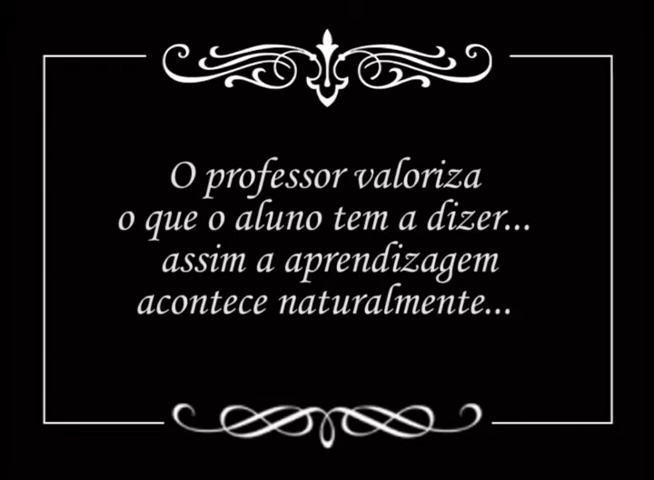 O professor valoriza
o que o aluno tem a dizer...
assim a aprendizagem
acontece naturalmente...